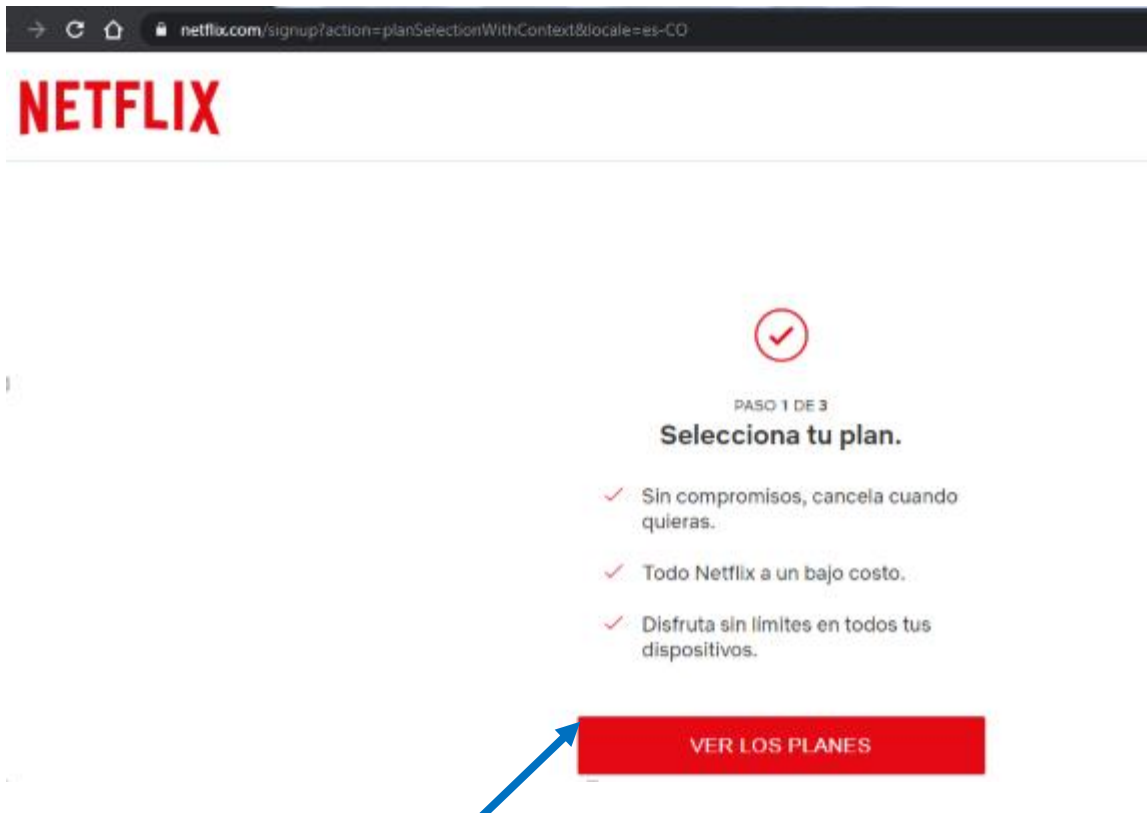 netflix.com/signup?action=planSelectionWithContext&locale=es-CO
NETFLIX
PASO 1 DE 3
Selecciona tu plan.
Sin compromisos, cancela cuando
quieras.
Todo Netflix a un bajo costo.
Disfruta sin límites en todos tus
dispositivos.
VER LOS PLANES